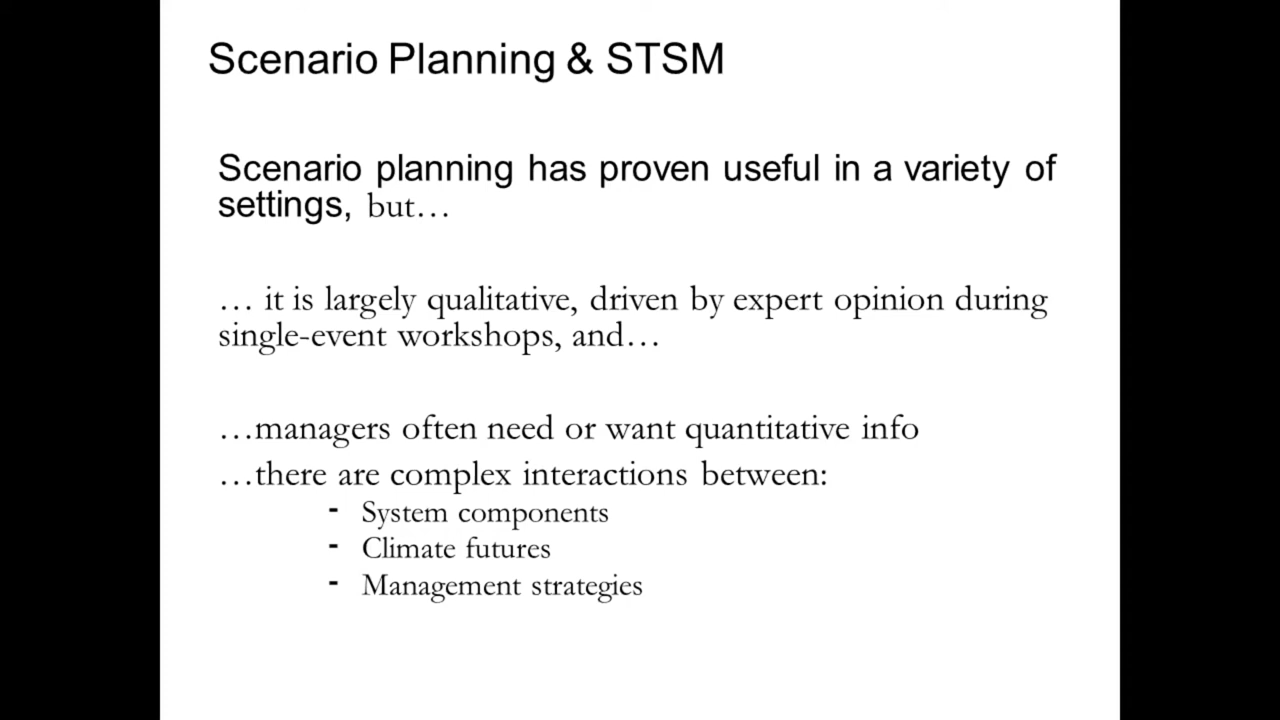 Scenario Planning & STSM
Scenario planning has proven useful in a variety of
settings, but…
… it is largely qualitative, driven by expert opinion during
single-event workshops, and…
…managers often need or want quantitative info
…there are complex interactions between:
- System components
- Climate futures
- Management strategies